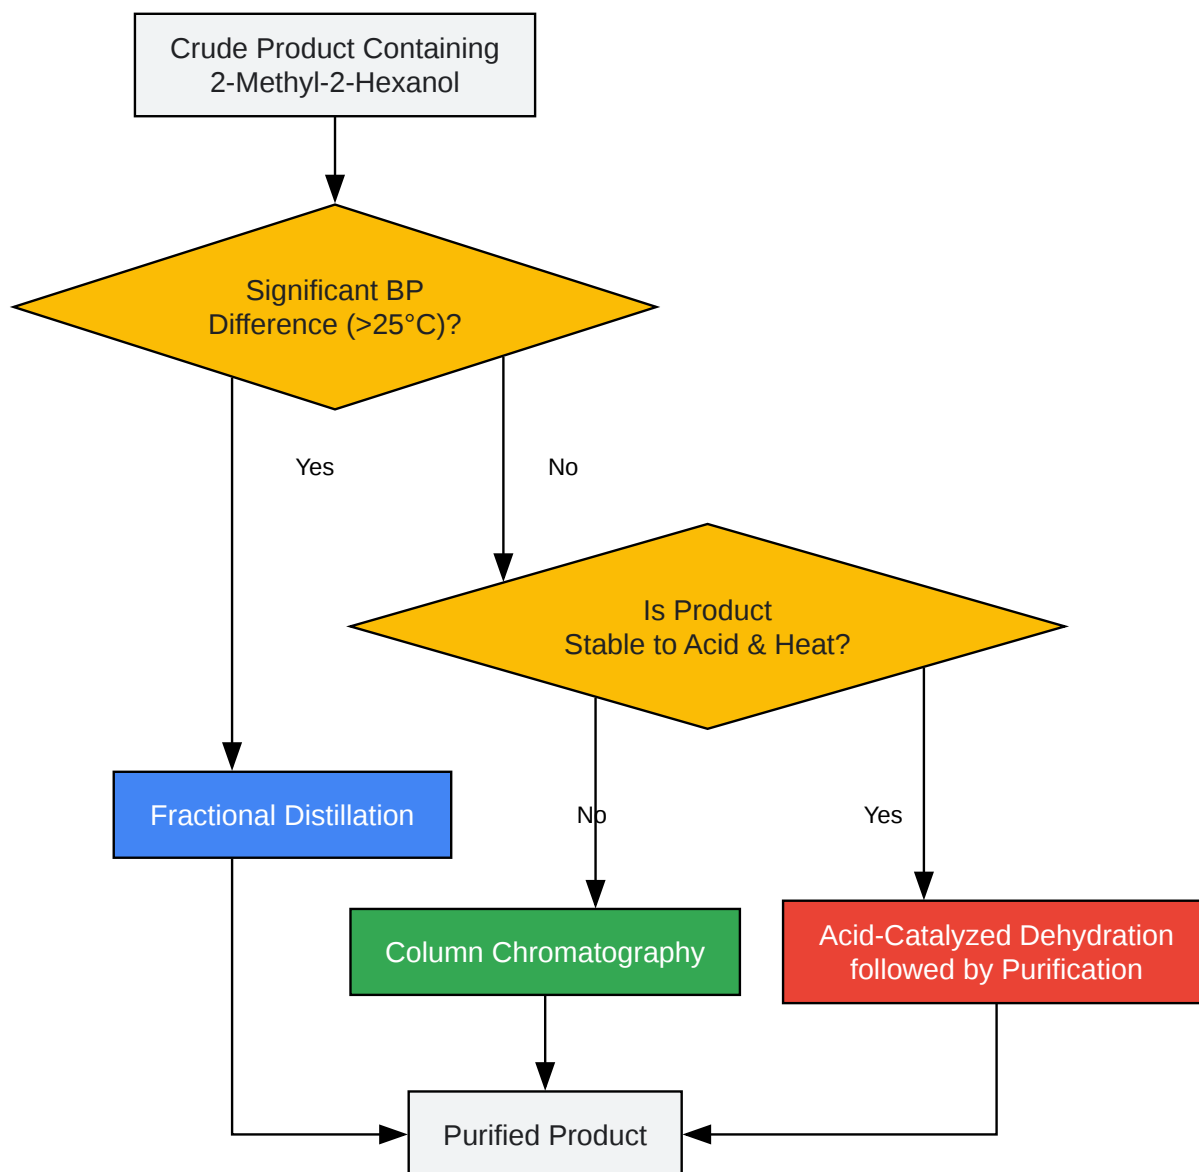 Crude Product Containing
2-Methyl-2-Hexanol
Significant BP
Difference (>25°C)?
Yes
No
Is Product
Stable to Acid & Heat?
Fractional Distillation
No
Yes
Column Chromatography
Acid-Catalyzed Dehydration
followed by Purification
Purified Product